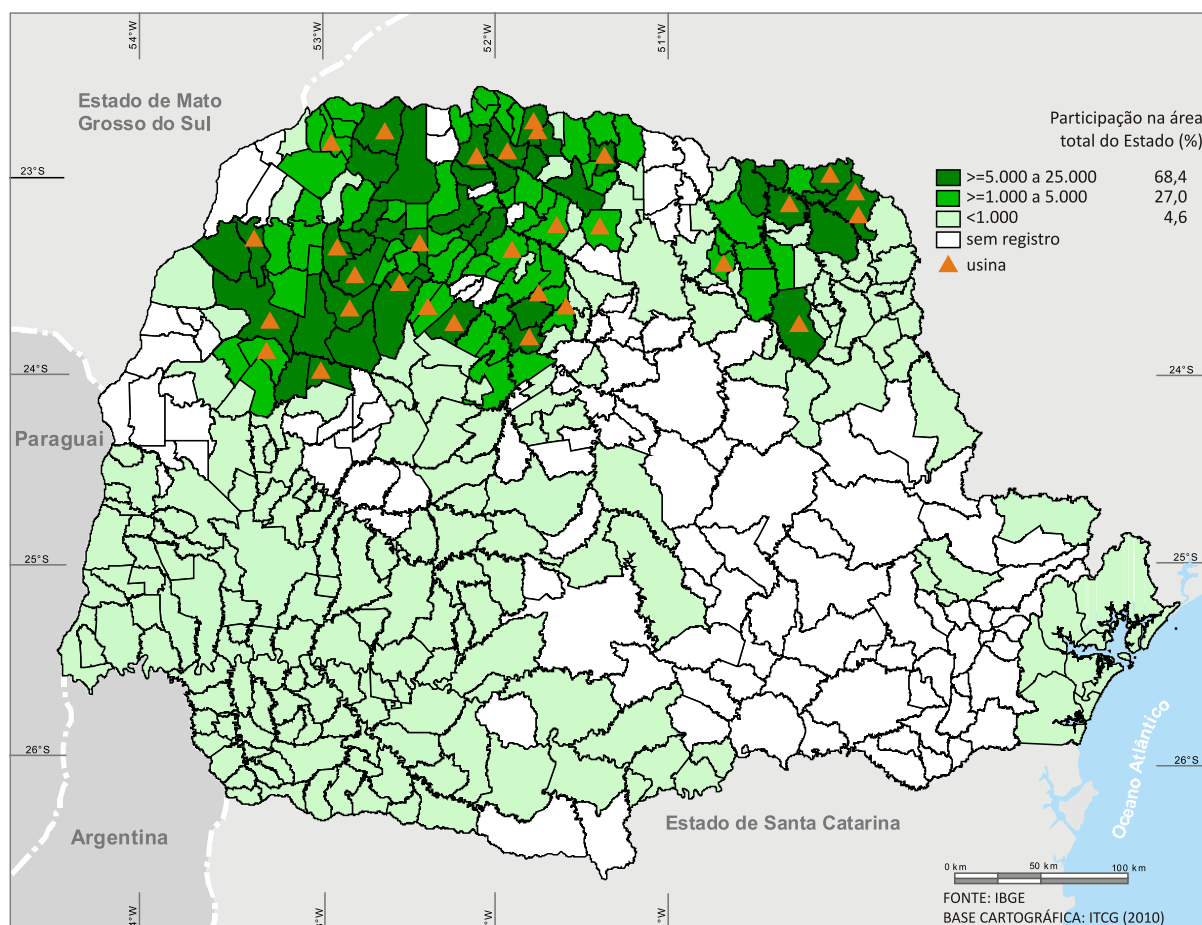 54°W
53°W
52°W
51°W
Estado de Mato
Grosso do Sul
Participação na área
total do Estado (%)
23°S
>=5.000 a 25.000 68,4
>=1.000 a 5.000 27,0
<1.000 4,6
sem registro
usina
24°S
24°S
Paraguai
25°S
25°S
26°S
26°S
Oceano Atlântico
Argentina
Estado de Santa Catarina
0 km 50 km 100 km
FONTE: IBGE
BASE CARTOGRÁFICA: ITCG (2010)